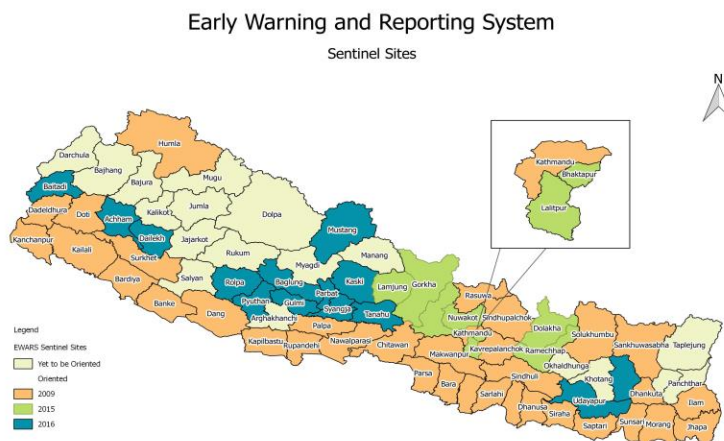 Early Warning and Reporting System
Sentinel Sites
N
Humla
Darchula
Bajhang
Mugu
Bajura
Baitadi
Jumla
Dolpa
Dadeldhura
Doti
Achham
Kalikot
Mustang
Kanchanpur
Kailali
Dailekh
Jajarkot
Surkhet
Rukum
Myagdi
Manang
Bardiya
Salyan
Rolpa
Baglung
Parbat
Kaski
Lamjung
Gorkha
Banke
Dang
Pyuthan
Gulmi
Syangja
Tanahu
Arghakhanchi
Palpa
Kapilbastu
Rupandehi
Nawalparasi
Chitawan
Rasuwa
Nuwakot
Sindhupalchok
Kathmandu
Kavrepalanchok
Makwanpur
Dolakha
Ramechhap
Solukhumbu
Sankhuwasabha
Taplejung
Okhaldhunga
Khotang
Panchthar
Sindhuli
Parsa
Bara
Sarlahi
Dhanusa
Siraha
Udayapur
Saptari
Dhankuta
Sunsari
Morang
Ilam
Jhapa
Kathmandu
Bhaktapur
Lalitpur
Legend
EWARS Sentinel Sites
Yet to be Oriented
Oriented
2009
2015
2016